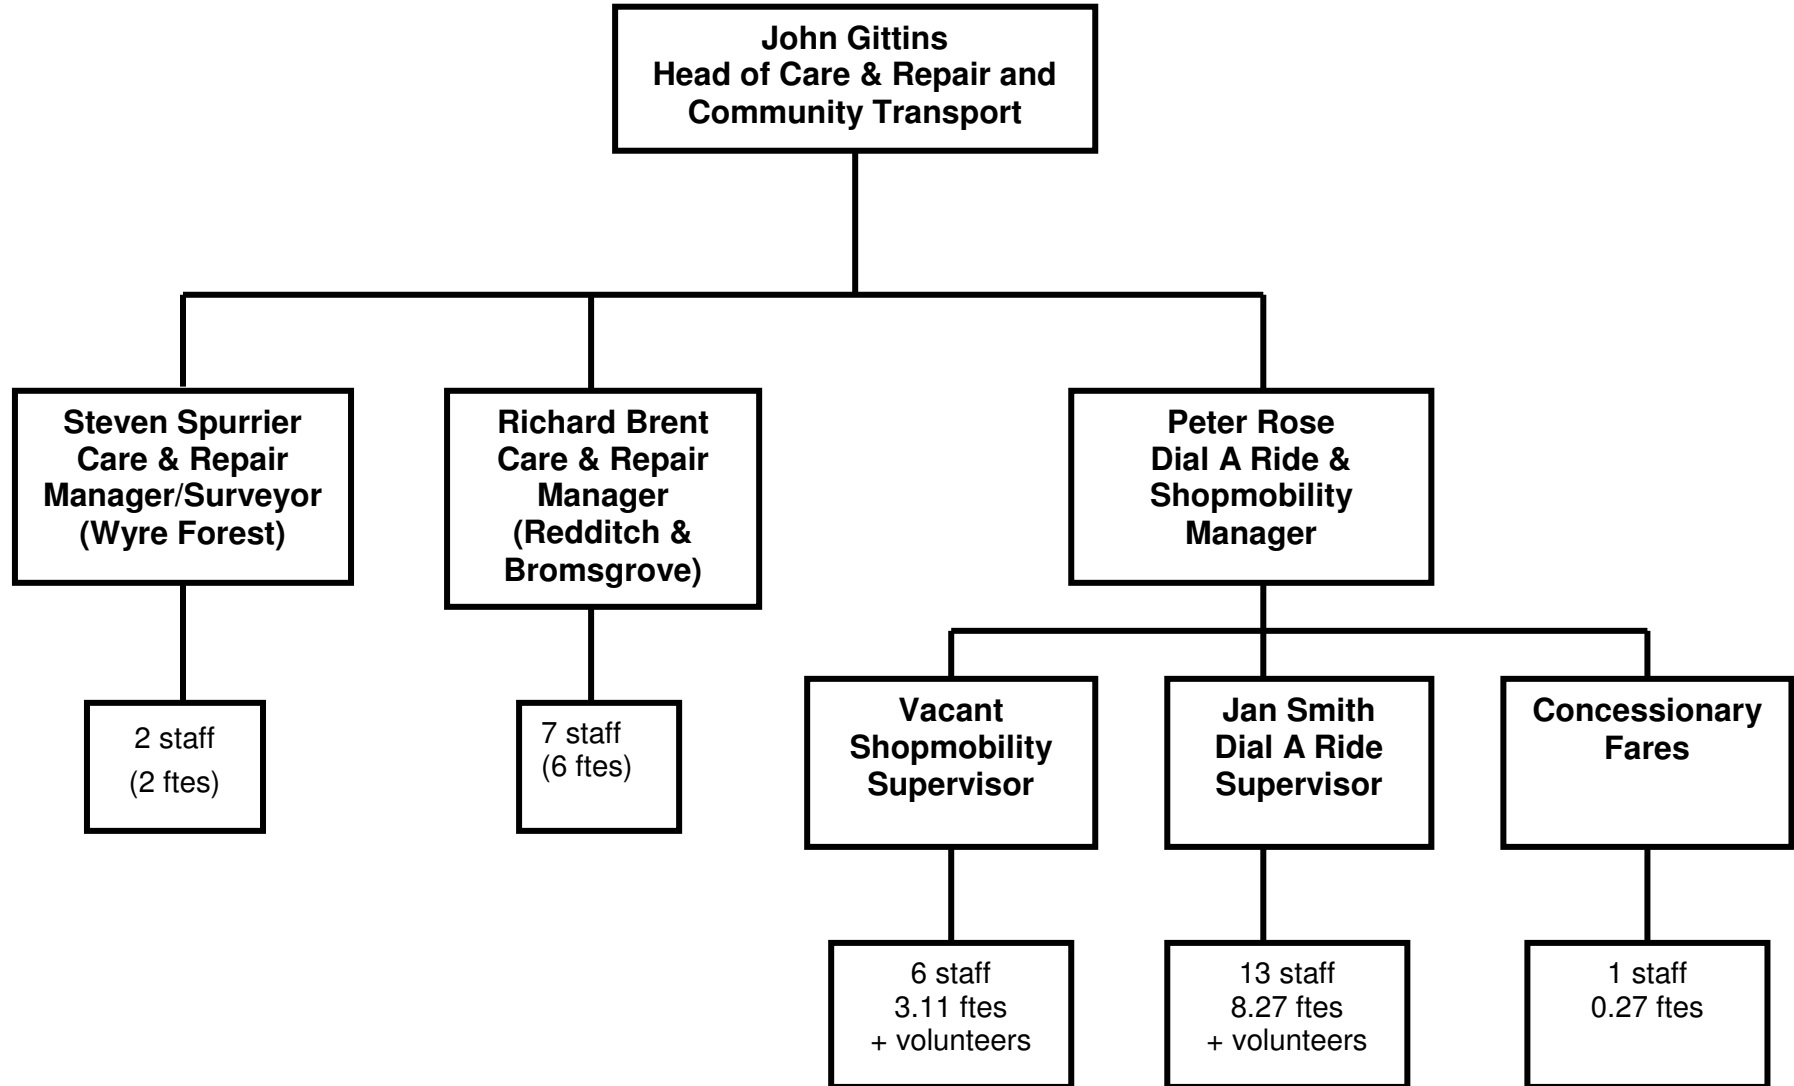 John Gittins
Head of Care & Repair and
Community Transport
Steven Spurrier
Care & Repair
Manager/Surveyor
(Wyre Forest)
Richard Brent
Care & Repair
Manager
(Redditch &
Bromsgrove)
Peter Rose
Dial A Ride &
Shopmobility
Manager
2 staff
(2 ftes)
7 staff
(6 ftes)
Vacant
Shopmobility
Supervisor
Jan Smith
Dial A Ride
Supervisor
Concessionary
Fares
6 staff
3.11 ftes
+ volunteers
13 staff
8.27 ftes
+ volunteers
1 staff
0.27 ftes